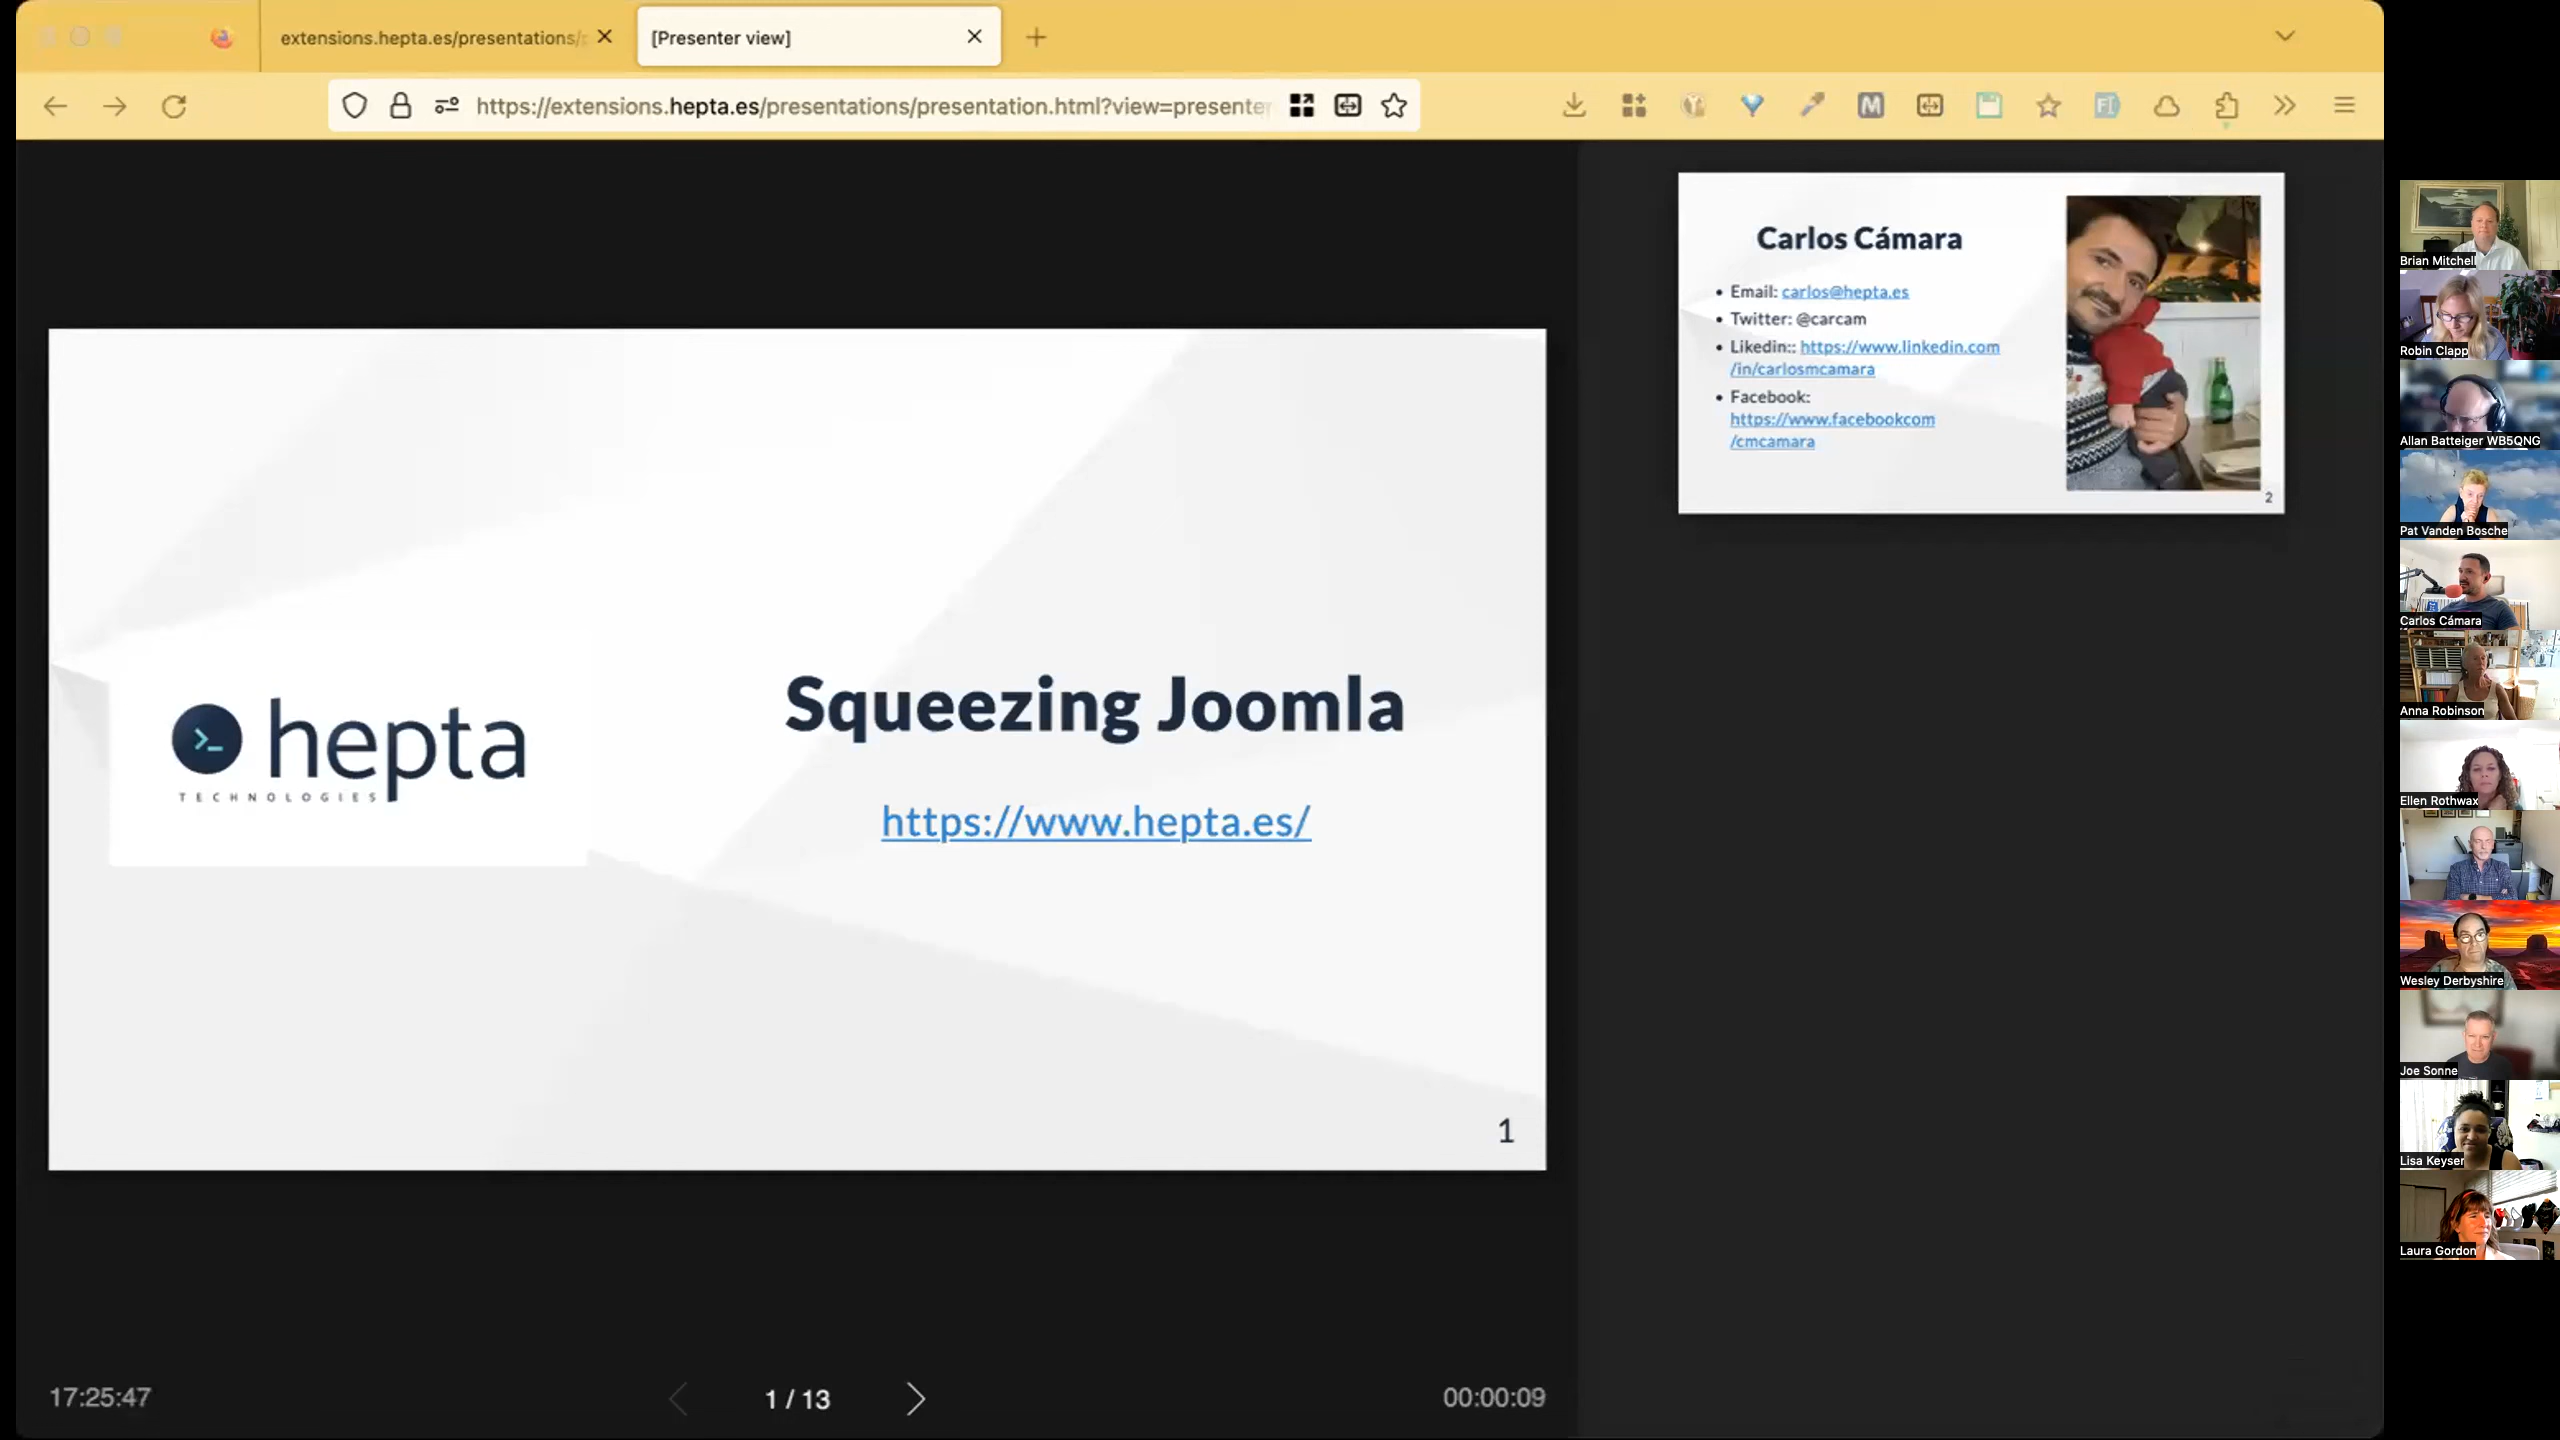 extensions.hepta.es/presentations/
[Presenter view]
https://extensions.hepta.es/presentations/presentation.html?view=presenter
M
FI
hepta
TECHNOLOGIES
Squeezing Joomla
https://www.hepta.es/
1
Carlos Cámara
• Email: carlos@hepta.es
• Twitter: @carcam
• Likedin:: https://www.linkedin.com
/in/carlosmcamara
• Facebook:
https://www.facebookcom
/cmcamara
2
17:25:47
1 / 13
00:00:09
Brian Mitchell
Robin Clapp
Allan Batteiger WB5QNG
Pat Vanden Bosche
Carlos Cámara
Anna Robinson
Ellen Rothwax
Wesley Derbyshire
Joe Sonne
Lisa Keyser
Laura Gordon